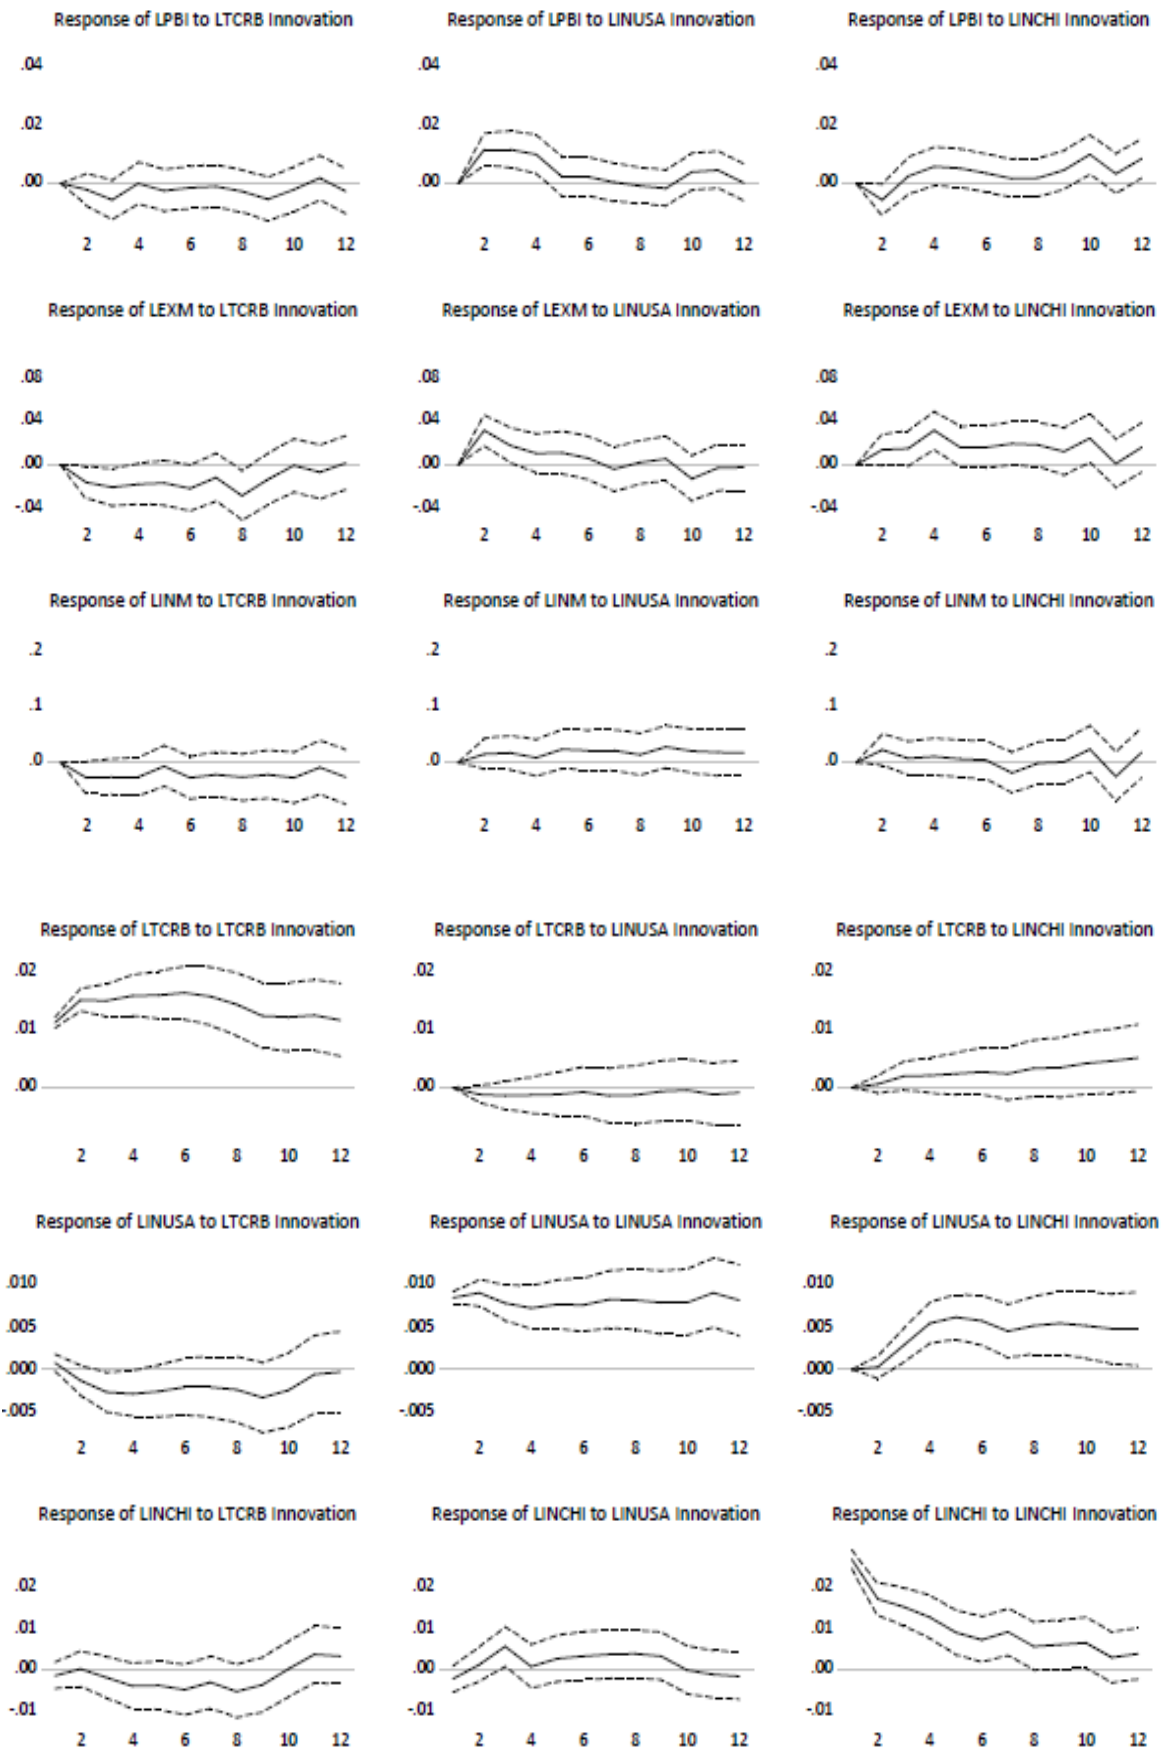 Response of LPBI to LTCRB Innovation
.04
.02
.00
2 4 6 8 10 12
Response of LPBI to LINUSA Innovation
.04
.02
.00
2 4 6 8 10 12
Response of LPBI to LINCHI Innovation
.04
.02
.00
2 4 6 8 10 12
Response of LEXM to LTCRB Innovation
.08
.04
.00
-.04
2 4 6 8 10 12
Response of LEXM to LINUSA Innovation
.08
.04
.00
-.04
2 4 6 8 10 12
Response of LEXM to LINCHI Innovation
.08
.04
.00
-.04
2 4 6 8 10 12
Response of LINM to LTCRB Innovation
.2
.1
.0
2 4 6 8 10 12
Response of LINM to LINUSA Innovation
.2
.1
.0
2 4 6 8 10 12
Response of LINM to LINCHI Innovation
.2
.1
.0
2 4 6 8 10 12
Response of LTCRB to LTCRB Innovation
.02
.01
.00
2 4 6 8 10 12
Response of LTCRB to LINUSA Innovation
.02
.01
.00
2 4 6 8 10 12
Response of LTCRB to LINCHI Innovation
.02
.01
.00
2 4 6 8 10 12
Response of LINUSA to LTCRB Innovation
.010
.005
.000
-.005
2 4 6 8 10 12
Response of LINUSA to LINUSA Innovation
.010
.005
.000
-.005
2 4 6 8 10 12
Response of LINUSA to LINCHI Innovation
.010
.005
.000
-.005
2 4 6 8 10 12
Response of LINCHI to LTCRB Innovation
.02
.01
.00
-.01
2 4 6 8 10 12
Response of LINCHI to LINUSA Innovation
.02
.01
.00
-.01
2 4 6 8 10 12
Response of LINCHI to LINCHI Innovation
.02
.01
.00
-.01
2 4 6 8 10 12